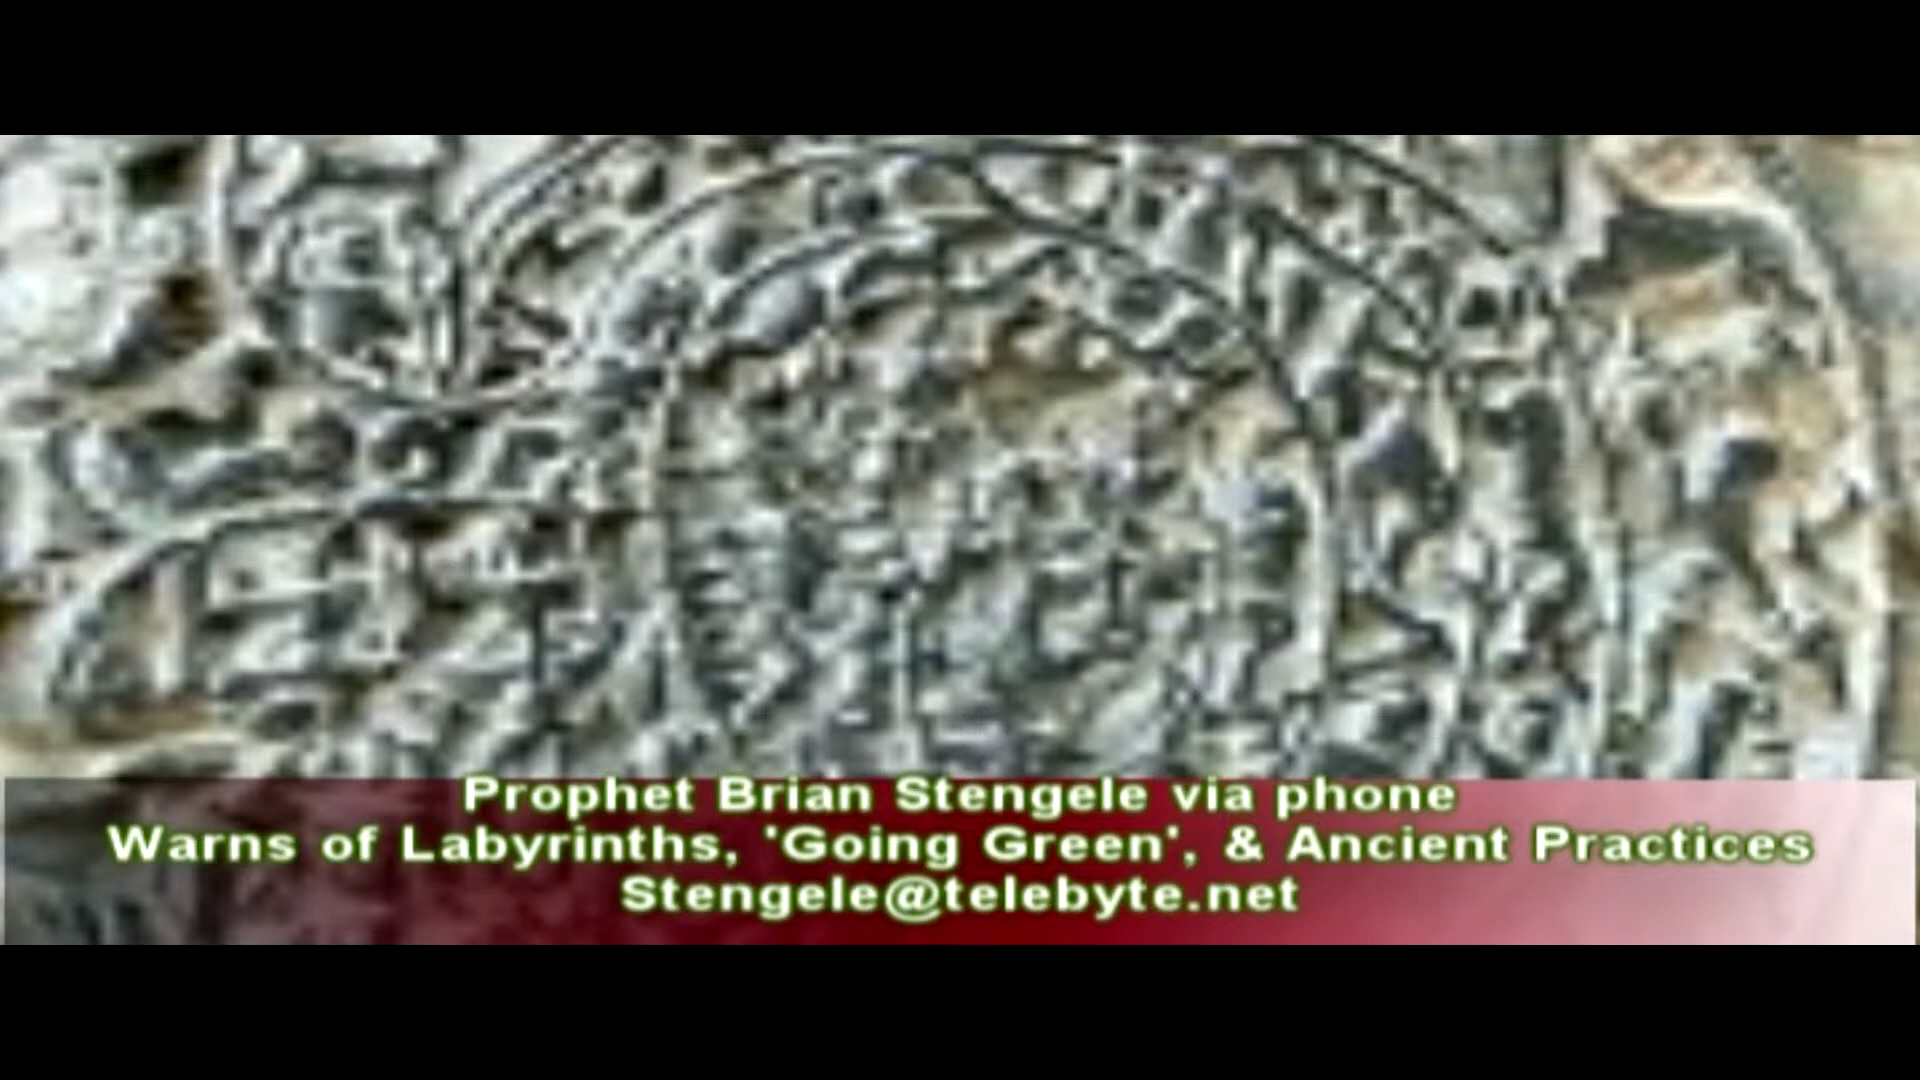 Prophet Brian Stengele via phone
Warns of Labyrinths, 'Going Green', & Ancient Practices
Stengele@telebyte.net